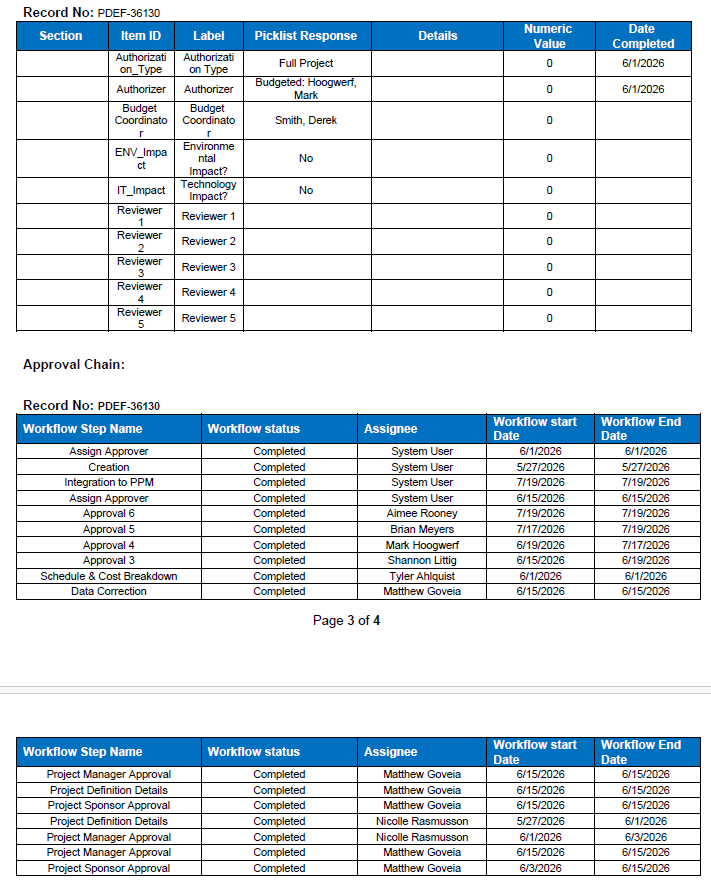 Record No: PDEF-36130
Section Item ID Label Picklist Response Details Numeric Value Date Completed
Authorizati on_Type Authorizati on Type Full Project 0 6/1/2026
Authorizer Authorizer Budgeted: Hoogwerf, Mark 0 6/1/2026
Budget Coordinato r Budget Coordinato r Smith, Derek 0
ENV_Impa ct Environme ntal Impact? No 0
IT_Impact Technology Impact? No 0
Reviewer 1 Reviewer 1 0
Reviewer 2 Reviewer 2 0
Reviewer 3 Reviewer 3 0
Reviewer 4 Reviewer 4 0
Reviewer 5 Reviewer 5 0
Approval Chain:
Record No: PDEF-36130
Workflow Step Name Workflow status Assignee Workflow start Date Workflow End Date
Assign Approver Completed System User 6/1/2026 6/1/2026
Creation Completed System User 5/27/2026 5/27/2026
Integration to PPM Completed System User 7/19/2026 7/19/2026
Assign Approver Completed System User 6/15/2026 6/15/2026
Approval 6 Completed Aimee Rooney 7/19/2026 7/19/2026
Approval 5 Completed Brian Meyers 7/17/2026 7/19/2026
Approval 4 Completed Mark Hoogwerf 6/19/2026 7/17/2026
Approval 3 Completed Shannon Littig 6/15/2026 6/19/2026
Schedule & Cost Breakdown Completed Tyler Ahlquist 6/1/2026 6/1/2026
Data Correction Completed Matthew Goveia 6/15/2026 6/15/2026
Page 3 of 4
Workflow Step Name Workflow status Assignee Workflow start Date Workflow End Date
Project Manager Approval Completed Matthew Goveia 6/15/2026 6/15/2026
Project Definition Details Completed Matthew Goveia 6/15/2026 6/15/2026
Project Sponsor Approval Completed Matthew Goveia 6/15/2026 6/15/2026
Project Definition Details Completed Nicolle Rasmusson 5/27/2026 6/1/2026
Project Manager Approval Completed Nicolle Rasmusson 6/1/2026 6/3/2026
Project Manager Approval Completed Matthew Goveia 6/15/2026 6/15/2026
Project Sponsor Approval Completed Matthew Goveia 6/3/2026 6/15/2026